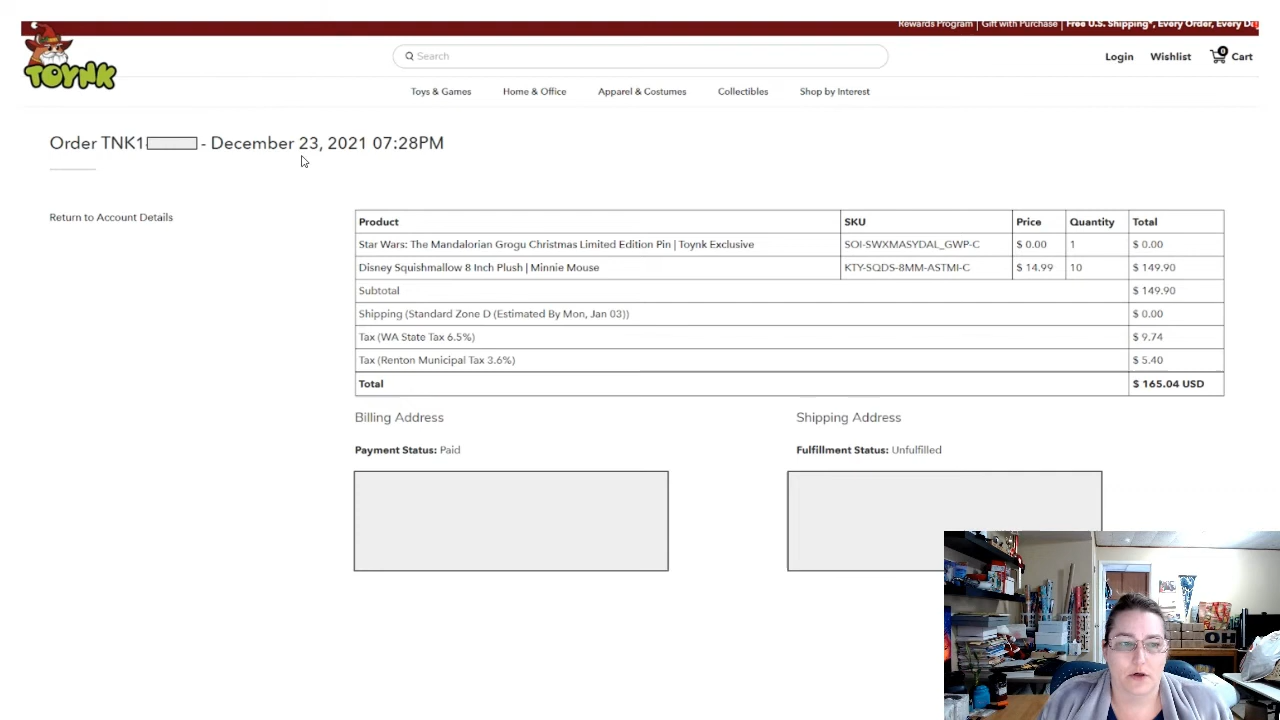 Rewards Program | Gift with Purchase | Free U.S. Shipping*, Every Order, Every
TOYNK
Search
Login Wishlist 0 Cart
Toys & Games Home & Office Apparel & Costumes Collectibles Shop by Interest
Order TNK1 - December 23, 2021 07:28PM
Return to Account Details
Product SKU Price Quantity Total
Star Wars: The Mandalorian Grogu Christmas Limited Edition Pin | Toynk Exclusive SOI-SWXMASYDAL_GWP-C $ 0.00 1 $ 0.00
Disney Squishmallow 8 Inch Plush | Minnie Mouse KTY-SQDS-8MM-ASTMI-C $ 14.99 10 $ 149.90
Subtotal $ 149.90
Shipping (Standard Zone D (Estimated By Mon, Jan 03)) $ 0.00
Tax (WA State Tax 6.5%) $ 9.74
Tax (Renton Municipal Tax 3.6%) $ 5.40
Total $ 165.04 USD
Billing Address Shipping Address
Payment Status: Paid Fulfillment Status: Unfulfilled
OH